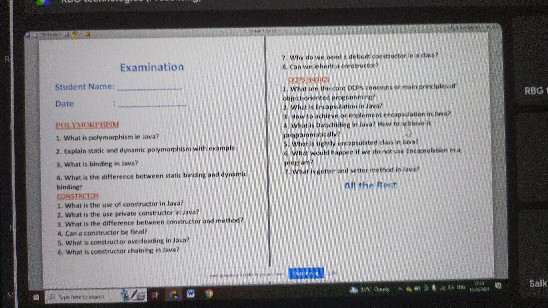 Examination
Student Name:
Date :
POLYMORPHISM
1. What is polymorphism in Java?
2. Explain static and dynamic polymorphism with example
3. What is binding in Java?
4. What is the difference between static binding and dynamic
binding?
CONSTRCTOR
1. What is the use of constructor in Java?
2. What is the use private constructor in Java?
3. What is the difference between constructor and method?
4. Can a constructor be final?
5. What is constructor overloading in Java?
6. What is constructor chaining in Java?
7. Why do we need a default constructor in a class?
8. Can we inherit a constructor?
OOPS BASICS
1. What are the core OOPs concepts or main principles of
object-oriented programming?
2. What is Encapsulation in Java?
3. How to achieve or implement encapsulation in Java?
4. What is Data hiding in Java? How to achieve it
programmatically?
5. What is tightly encapsulated class in Java?
6. What would happen if we do not use Encapsulation in a
program?
7. What is getter and setter method in Java?
All the Best
Type here to search
RBG
Saik